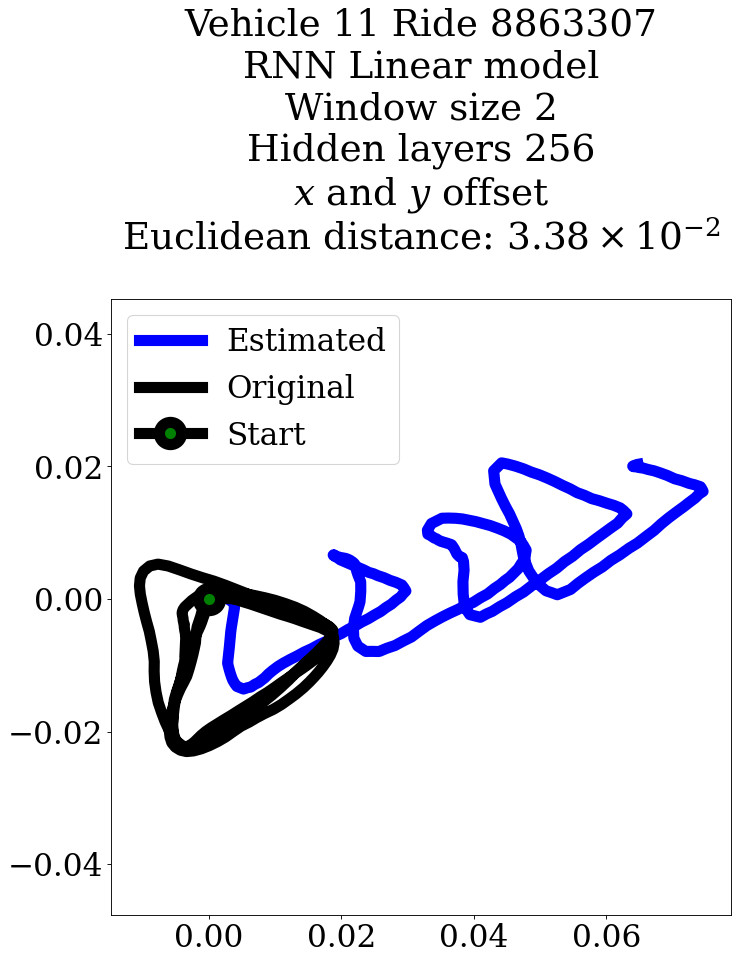 Vehicle 11 Ride 8863307
RNN Linear model
Window size 2
Hidden layers 256
x and y offset
Euclidean distance: 3.38 × 10⁻²
Estimated
Original
Start
0.04
0.02
0.00
−0.02
−0.04
0.00 0.02 0.04 0.06